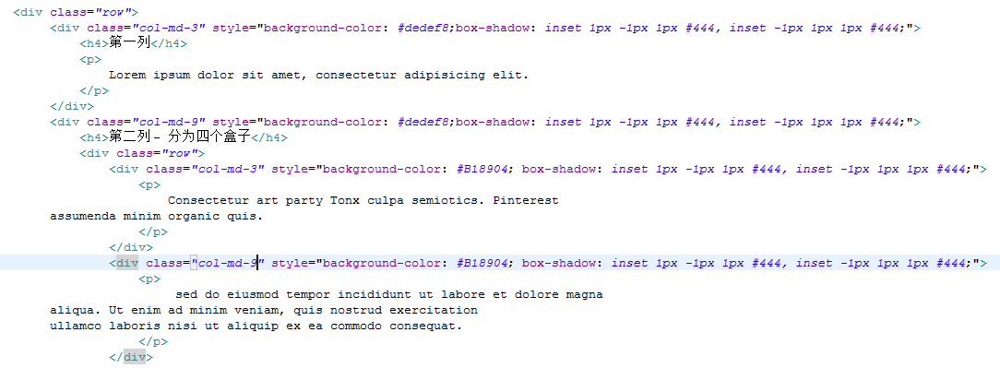 <div class="row">
<div class="col-md-3" style="background-color: #dedef8;box-shadow: inset 1px -1px 1px #444, inset -1px 1px 1px #444;">
<h4>第一列</h4>
<p>
Lorem ipsum dolor sit amet, consectetur adipisicing elit.
</p>
</div>
<div class="col-md-9" style="background-color: #dedef8;box-shadow: inset 1px -1px 1px #444, inset -1px 1px 1px #444;">
<h4>第二列 - 分为四个盒子</h4>
<div class="row">
<div class="col-md-3" style="background-color: #B18904; box-shadow: inset 1px -1px 1px #444, inset -1px 1px 1px #444;">
<p>
Consectetur art party Tonx culpa semiotics. Pinterest
assumenda minim organic quis.
</p>
</div>
<div class="col-md-9" style="background-color: #B18904; box-shadow: inset 1px -1px 1px #444, inset -1px 1px 1px #444;">
<p>
sed do eiusmod tempor incididunt ut labore et dolore magna
aliqua. Ut enim ad minim veniam, quis nostrud exercitation
ullamco laboris nisi ut aliquip ex ea commodo consequat.
</p>
</div>